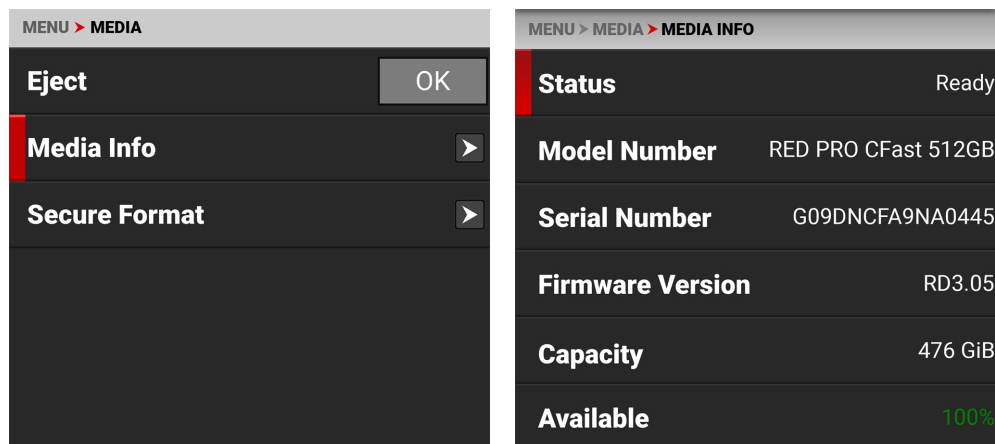 MENU ➤ MEDIA
Eject OK
Media Info
Secure Format
MENU ➤ MEDIA ➤ MEDIA INFO
Status Ready
Model Number RED PRO CFast 512GB
Serial Number G09DNCFA9NA0445
Firmware Version RD3.05
Capacity 476 GiB
Available 100%